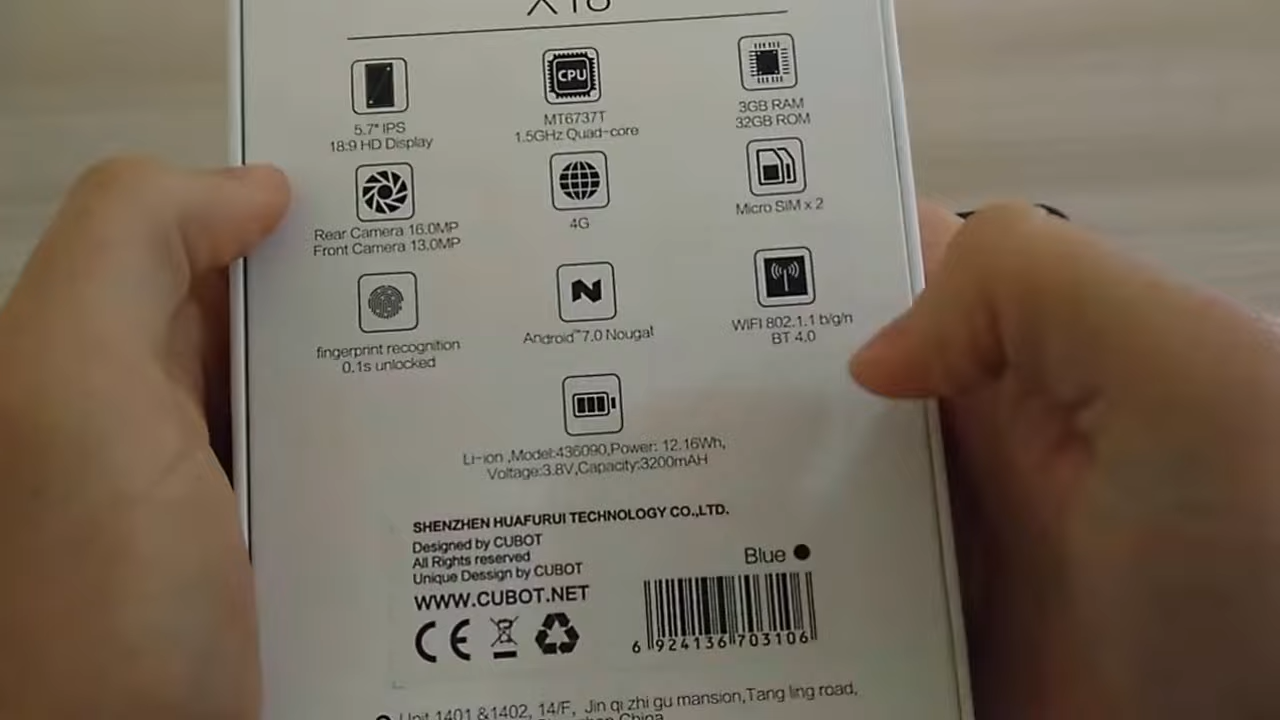 X18
5.7" IPS
18:9 HD Display
CPU
MT6737T
1.5GHz Quad-core
3GB RAM
32GB ROM
Rear Camera 16.0MP
Front Camera 13.0MP
4G
Micro SIM x 2
fingerprint recognition
0.1s unlocked
N
Android™7.0 Nougat
WiFI 802.1.1 b/g/n
BT 4.0
Li-ion ,Model:436090,Power: 12.16Wh,
Voltage:3.8V,Capacity:3200mAH
SHENZHEN HUAFURUI TECHNOLOGY CO.,LTD.
Designed by CUBOT
All Rights reserved
Unique Dessign by CUBOT
WWW.CUBOT.NET
CE
Blue
6 924136 703106
Unit 1401 &1402, 14/F, Jin qi zhi gu mansion,Tang ling road,
China